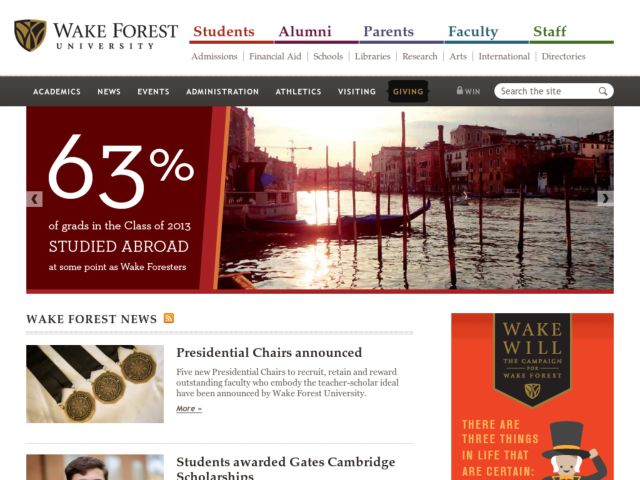 WAKE FOREST
UNIVERSITY
Students
Alumni
Parents
Faculty
Staff
Admissions | Financial Aid | Schools | Libraries | Research | Arts | International | Directories
ACADEMICS NEWS EVENTS ADMINISTRATION ATHLETICS VISITING GIVING WIN Search the site
63%
of grads in the Class of 2013
STUDIED ABROAD
at some point as Wake Foresters
WAKE FOREST NEWS
Presidential Chairs announced
Five new Presidential Chairs to recruit, retain and reward
outstanding faculty who embody the teacher-scholar ideal
have been announced by Wake Forest University.
More »
Students awarded Gates Cambridge
Scholarships
WAKE
WILL
THE CAMPAIGN
FOR
WAKE FOREST
THERE ARE
THREE THINGS
IN LIFE THAT
ARE CERTAIN: